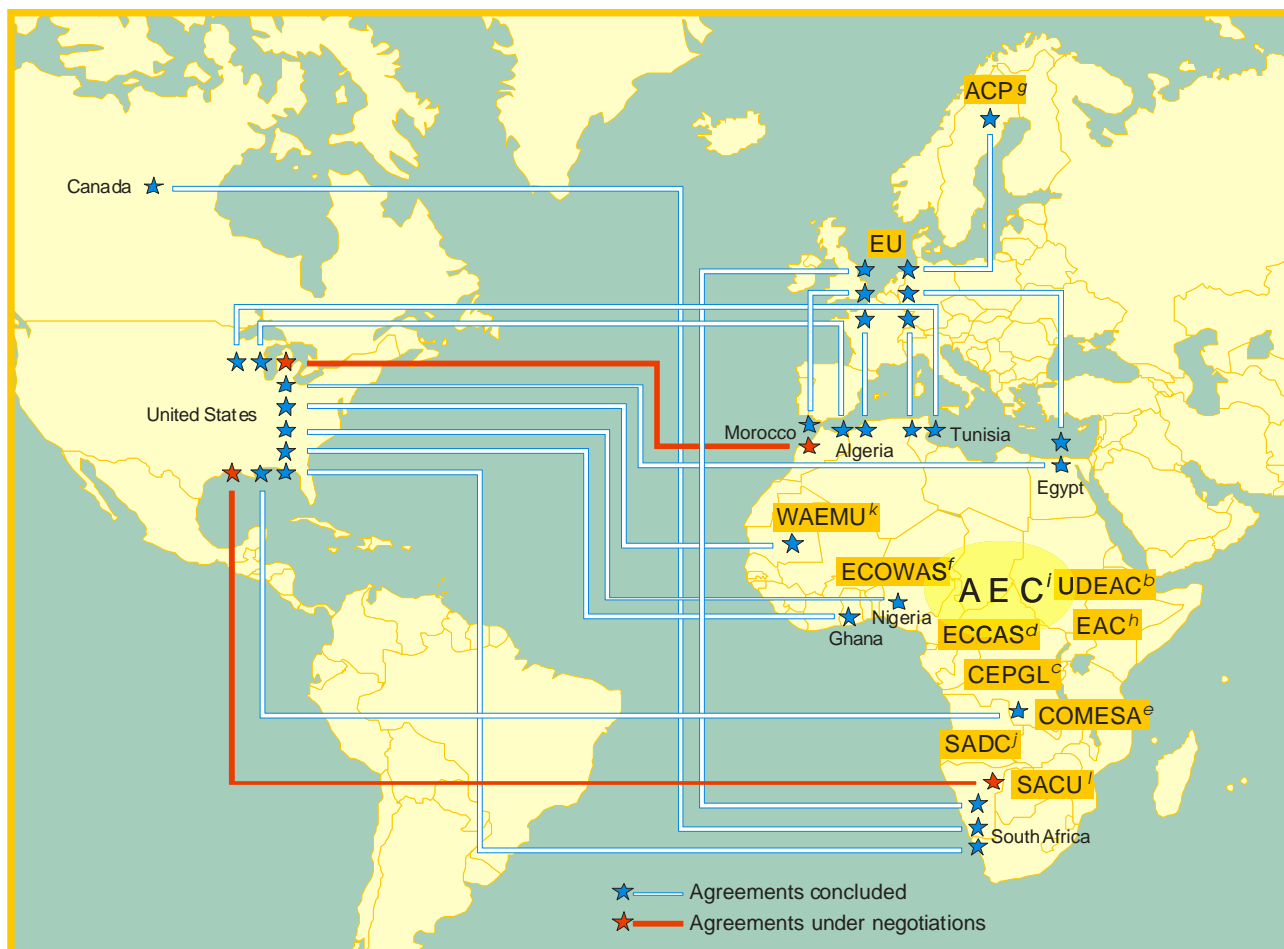 ACP g
Canada
EU
United States
Morocco
Algeria
Tunisia
Egypt
WAEMU k
ECOWAS f
A E C i
UDEAC b
Nigeria
Ghana
ECCAS d
EAC h
CEPGL c
COMESA e
SADC j
SACU l
South Africa
Agreements concluded
Agreements under negotiations